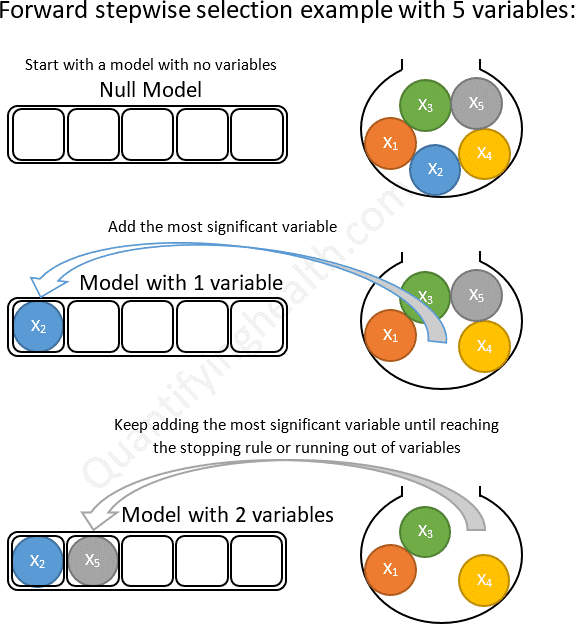 Forward stepwise selection example with 5 variables:
Start with a model with no variables
Null Model
X3
X5
X1
X4
X2
Add the most significant variable
Model with 1 variable
X2
X3
X5
X1
X4
Keep adding the most significant variable until reaching
the stopping rule or running out of variables
Model with 2 variables
X2
X5
X3
X1
X4
Quantifyinghealth.com